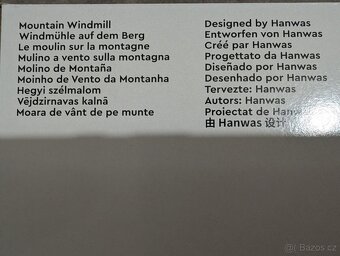 Mountain Windmill
Windmühle auf dem Berg
Le moulin sur la montagne
Mulino a vento sulla montagna
Molino de Montaña
Moinho de Vento da Montanha
Hegyi szélmalom
Vējdzirnavas kalnā
Moara de vânt de pe munte
Designed by Hanwas
Entworfen von Hanwas
Créé par Hanwas
Progettato da Hanwas
Diseñado por Hanwas
Desenhado por Hanwas
Tervezte: Hanwas
Autors: Hanwas
Proiectat de Hanwas
由 Hanwas 设计
Bazos.cz